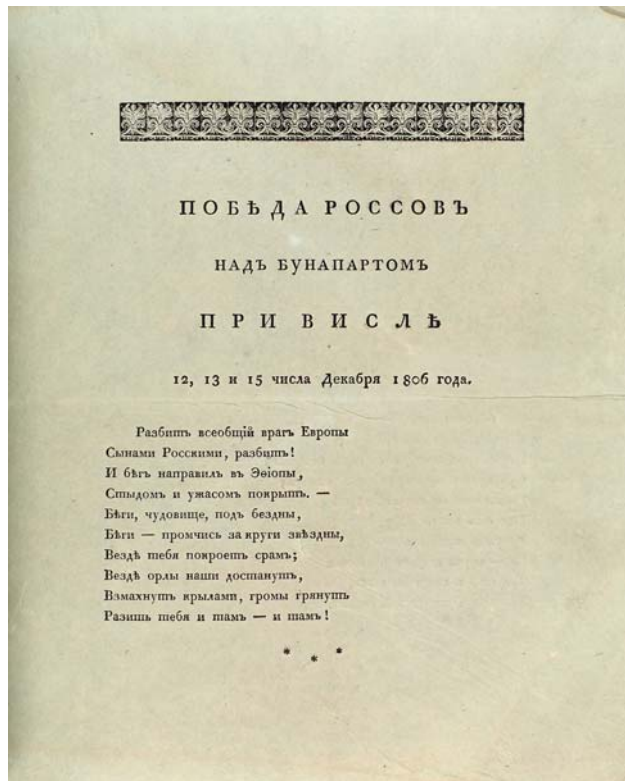 ПОБѢДА РОССОВЪ
НАДЪ БУНАПАРТОМЪ
ПРИ ВИСЛѢ
12, 13 и 15 числа Декабря 1806 года.
Разбитъ всеобщій врагъ Европы
Сынами Росскими, разбитъ!
И бѣгъ направилъ въ Эѳіопы,
Стыдомъ и ужасомъ покрытъ. —
Бѣги, чудовище, подъ бездны,
Бѣги — промчись за круги звѣздны,
Вездѣ тебя покроетъ срамъ;
Вездѣ орлы наши достанутъ,
Взмахнутъ крылами, громы грянутъ
Разишь тебя и тамъ — и тамъ!
* * *